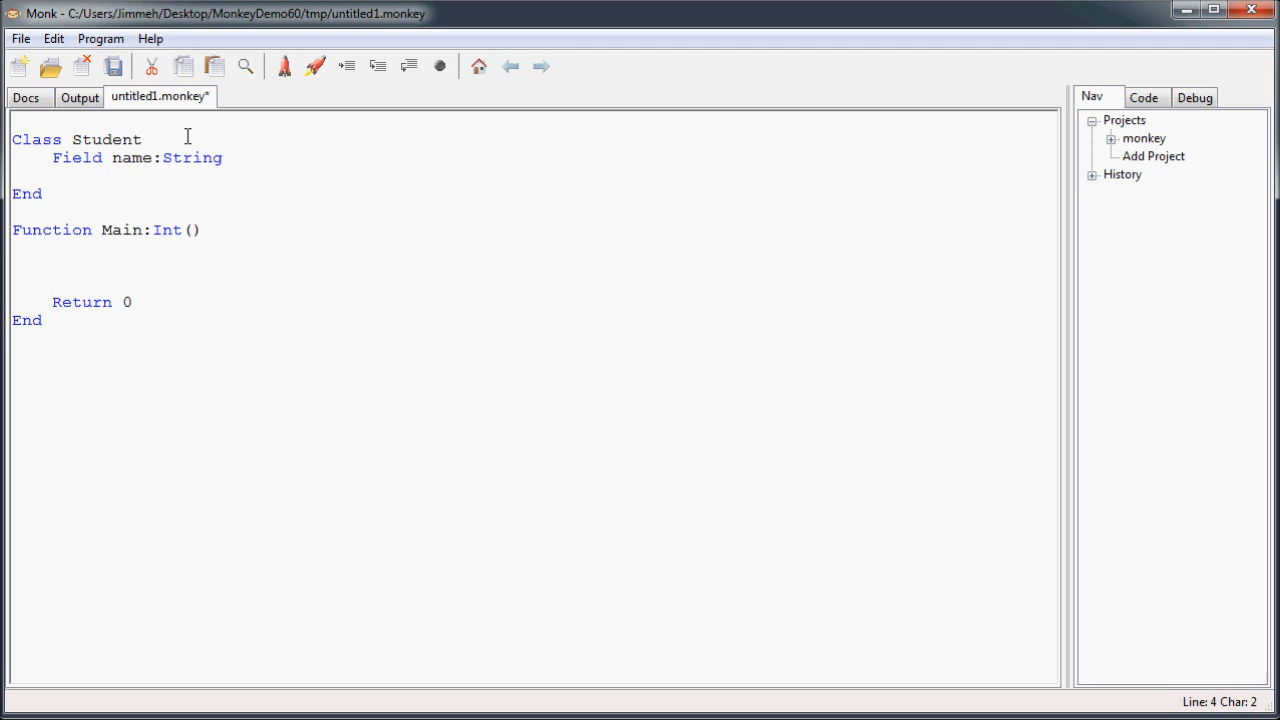 Monk - C:/Users/Jimmeh/Desktop/MonkeyDemo60/tmp/untitled1.monkey
File Edit Program Help
Docs Output untitled1.monkey*
Nav Code Debug
Class Student
Field name:String
End
Function Main:Int()
Return 0
End
Projects
monkey
Add Project
History
Line: 4 Char: 2